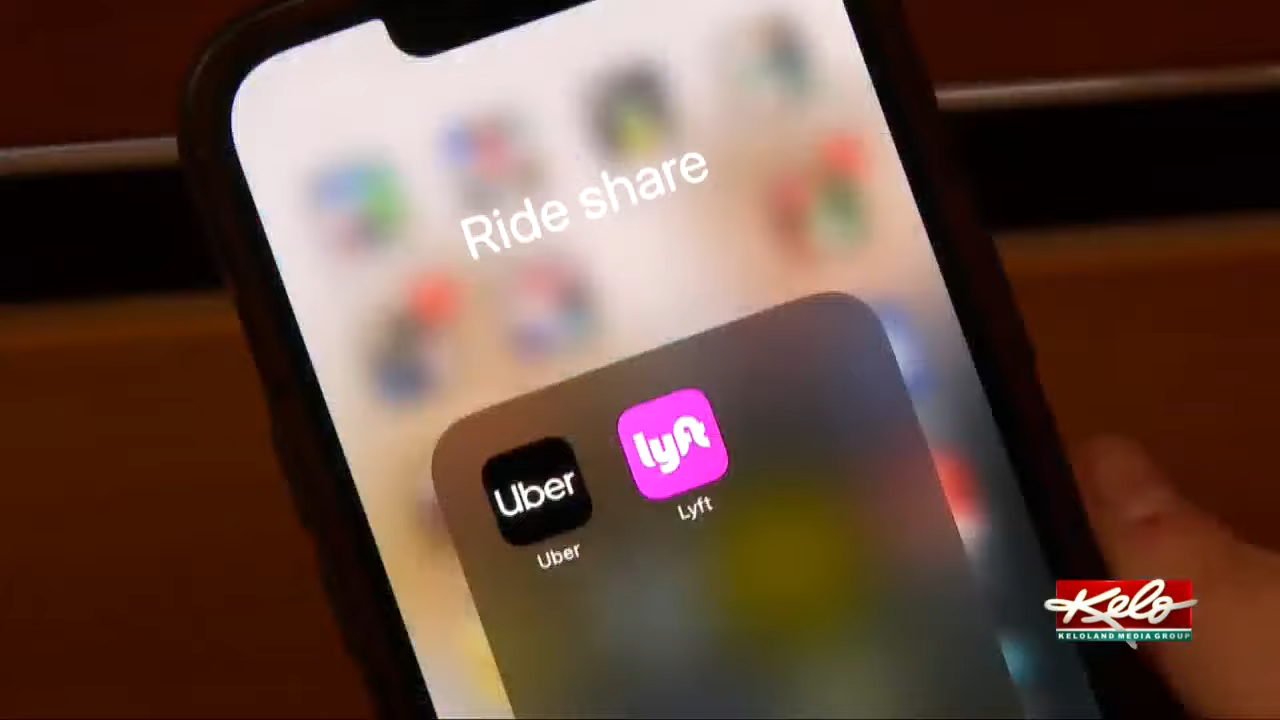 Ride share
Uber
lyft
Uber
Lyft
Kelo
KELOLAND MEDIA GROUP